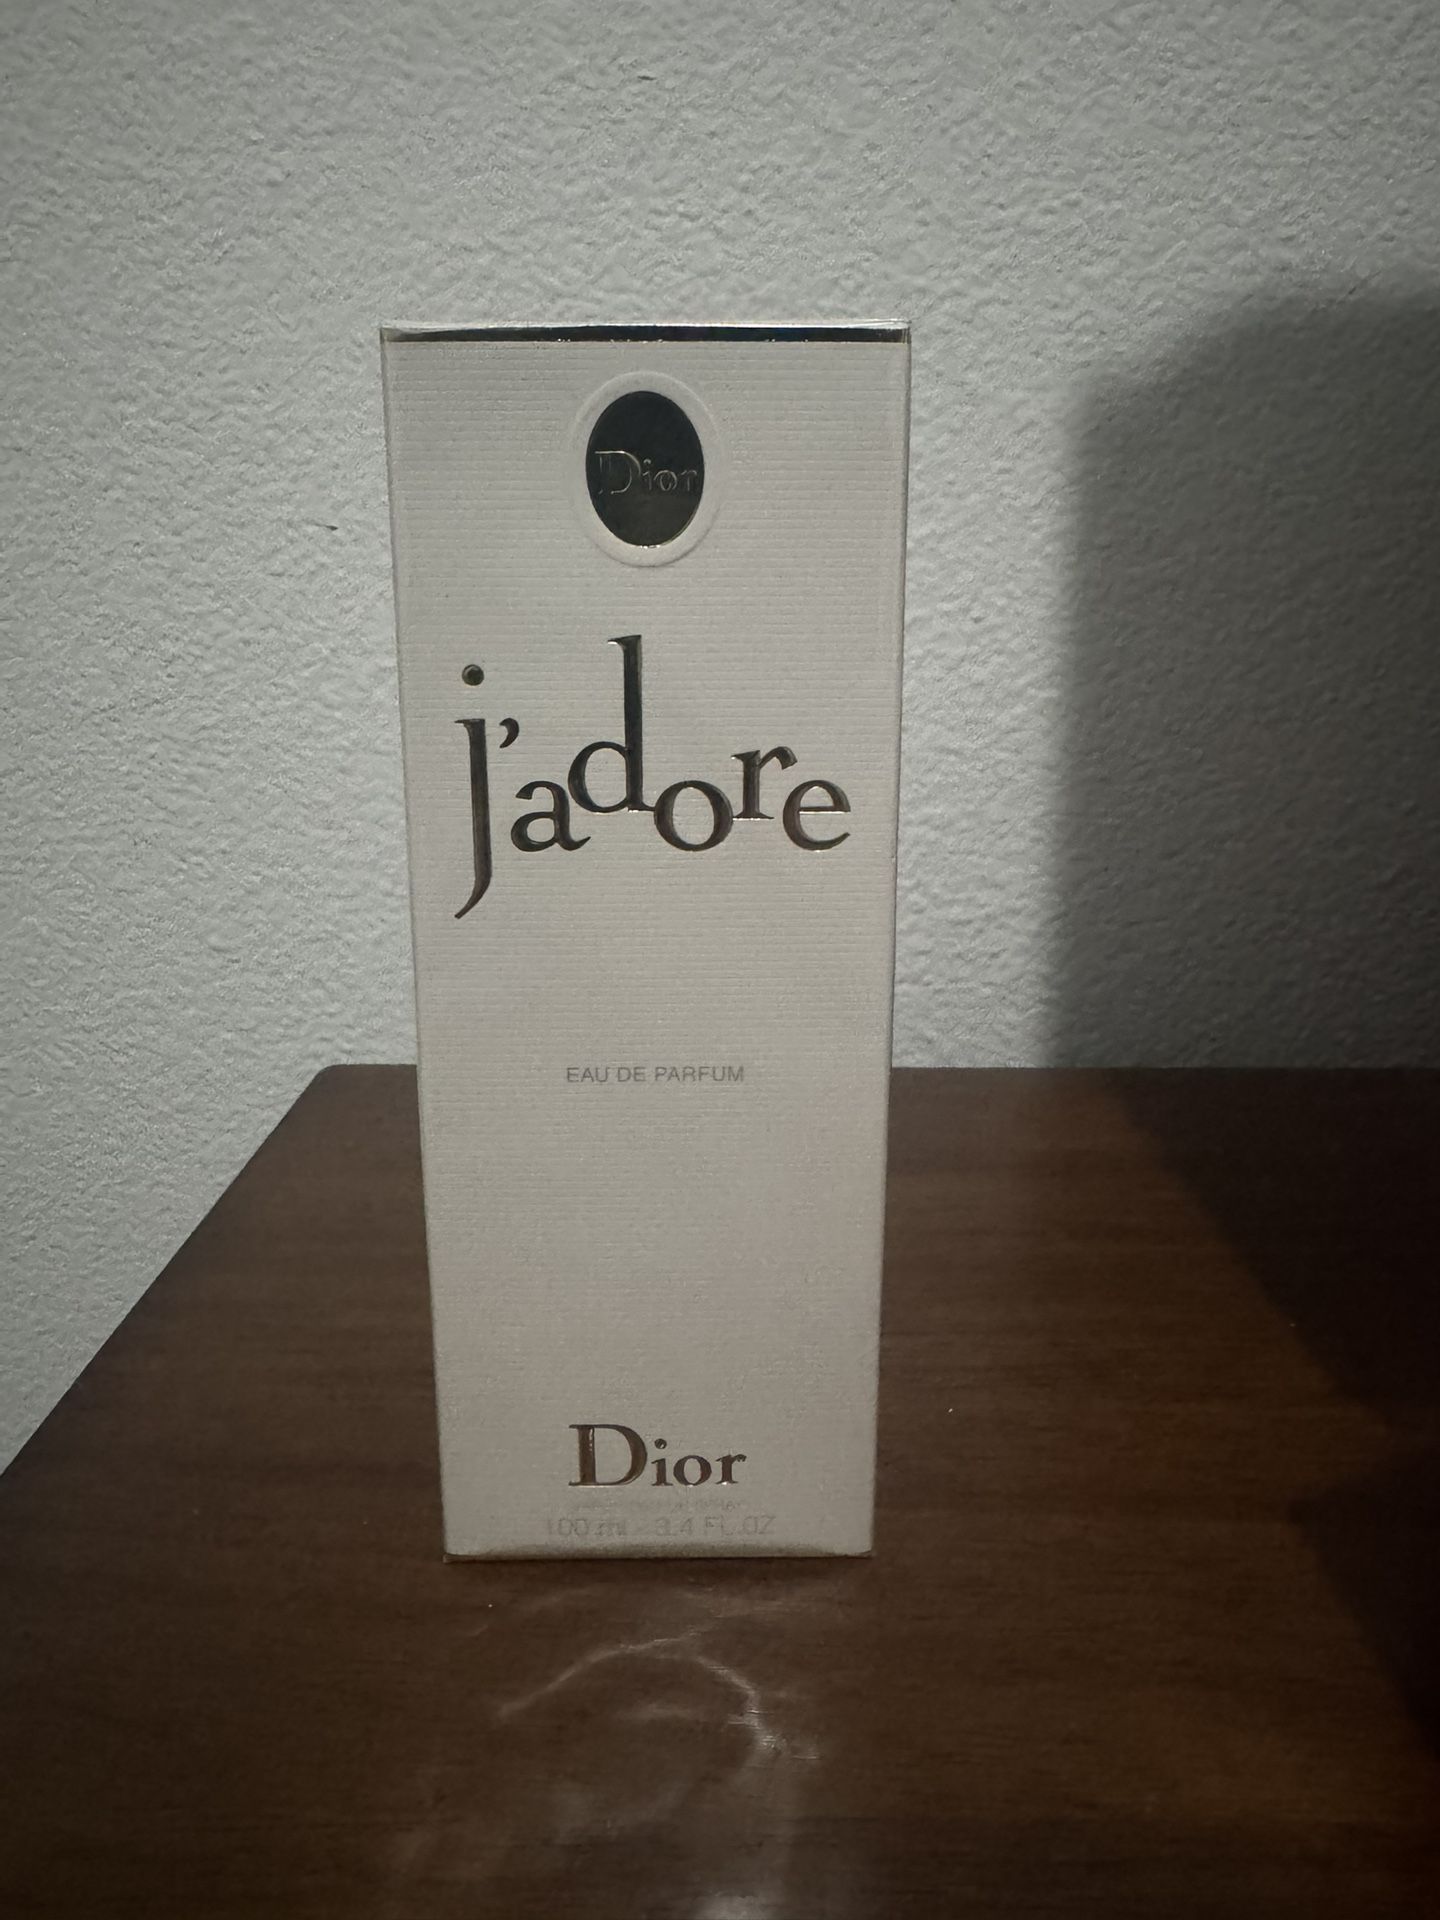 Dior
j'adore
EAU DE PARFUM
Dior
100 ml - 3.4 FL.OZ